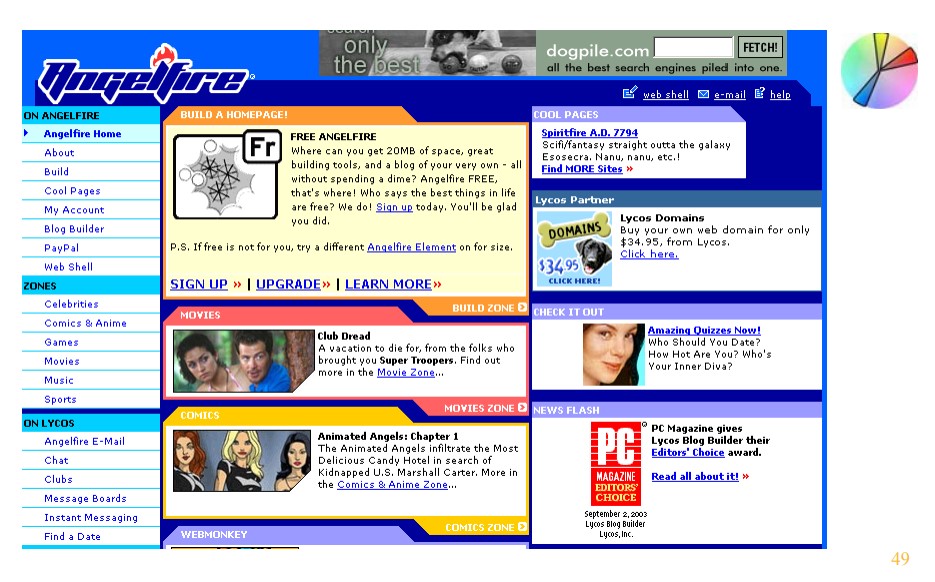 search
only
the best
dogpile.com
FETCH!
all the best search engines piled into one.
Angelfire
web shell
e-mail
help
ON ANGELFIRE
Angelfire Home
About
Build
Cool Pages
My Account
Blog Builder
PayPal
Web Shell
ZONES
Celebrities
Comics & Anime
Games
Movies
Music
Sports
ON LYCOS
Angelfire E-Mail
Chat
Clubs
Message Boards
Instant Messaging
Find a Date
BUILD A HOMEPAGE!
Fr
FREE ANGELFIRE
Where can you get 20MB of space, great
building tools, and a blog of your very own - all
without spending a dime? Angelfire FREE,
that's where! Who says the best things in life
are free? We do! Sign up today. You'll be glad
you did.
P.S. If free is not for you, try a different Angelfire Element on for size.
SIGN UP » | UPGRADE» | LEARN MORE»
BUILD ZONE
MOVIES
Club Dread
A vacation to die for, from the folks who
brought you Super Troopers. Find out
more in the Movie Zone...
MOVIES ZONE
COMICS
Animated Angels: Chapter 1
The Animated Angels infiltrate the Most
Delicious Candy Hotel in search of
Kidnapped U.S. Marshall Carter. More in
the Comics & Anime Zone...
COMICS ZONE
WEBMONKEY
COOL PAGES
Spiritfire A.D. 7794
Scifi/fantasy straight outta the galaxy
Esosecra. Nanu, nanu, etc.!
Find MORE Sites »
Lycos Partner
DOMAINS
$34.95
CLICK HERE!
Lycos Domains
Buy your own web domain for only
$34.95, from Lycos.
Click here.
CHECK IT OUT
Amazing Quizzes Now!
Who Should You Date?
How Hot Are You? Who's
Your Inner Diva?
NEWS FLASH
PC
MAGAZINE
EDITORS'
CHOICE
September 2, 2003
Lycos Blog Builder
Lycos, Inc.
PC Magazine gives
Lycos Blog Builder their
Editors' Choice award.
Read all about it! »
49